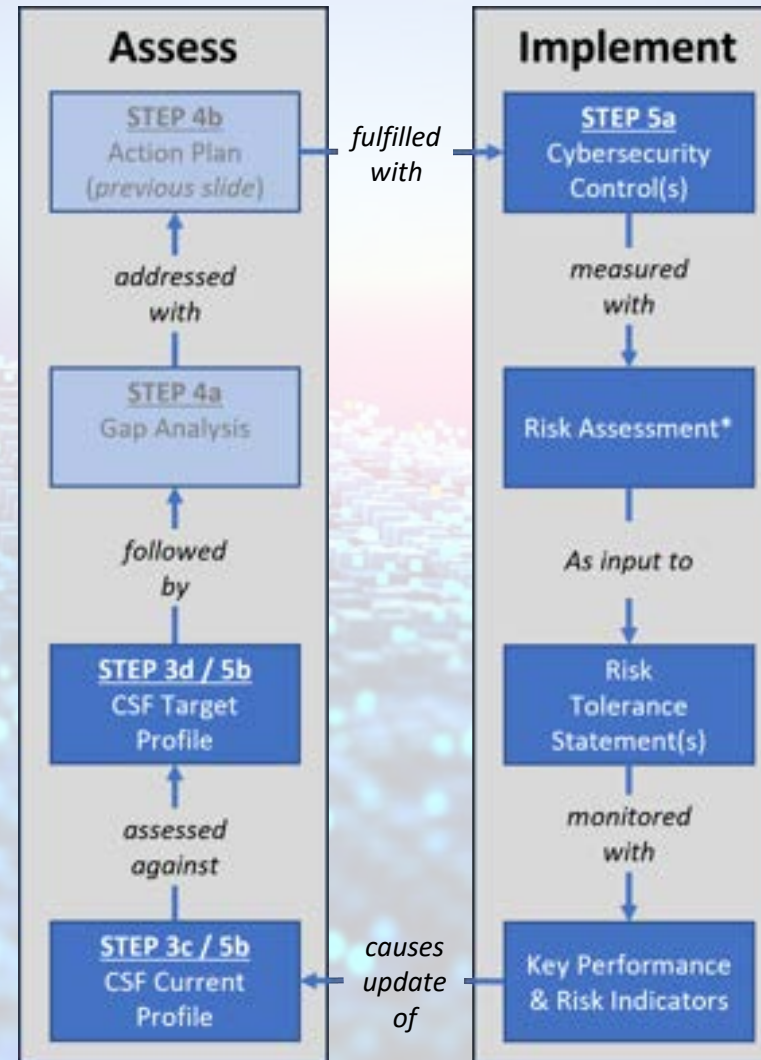 Assess
STEP 4b
Action Plan
(previous slide)
addressed
with
STEP 4a
Gap Analysis
followed
by
STEP 3d / 5b
CSF Target
Profile
assessed
against
STEP 3c / 5b
CSF Current
Profile
fulfilled
with
causes
update
of
Implement
STEP 5a
Cybersecurity
Control(s)
measured
with
Risk Assessment*
As input to
Risk
Tolerance
Statement(s)
monitored
with
Key Performance
& Risk Indicators